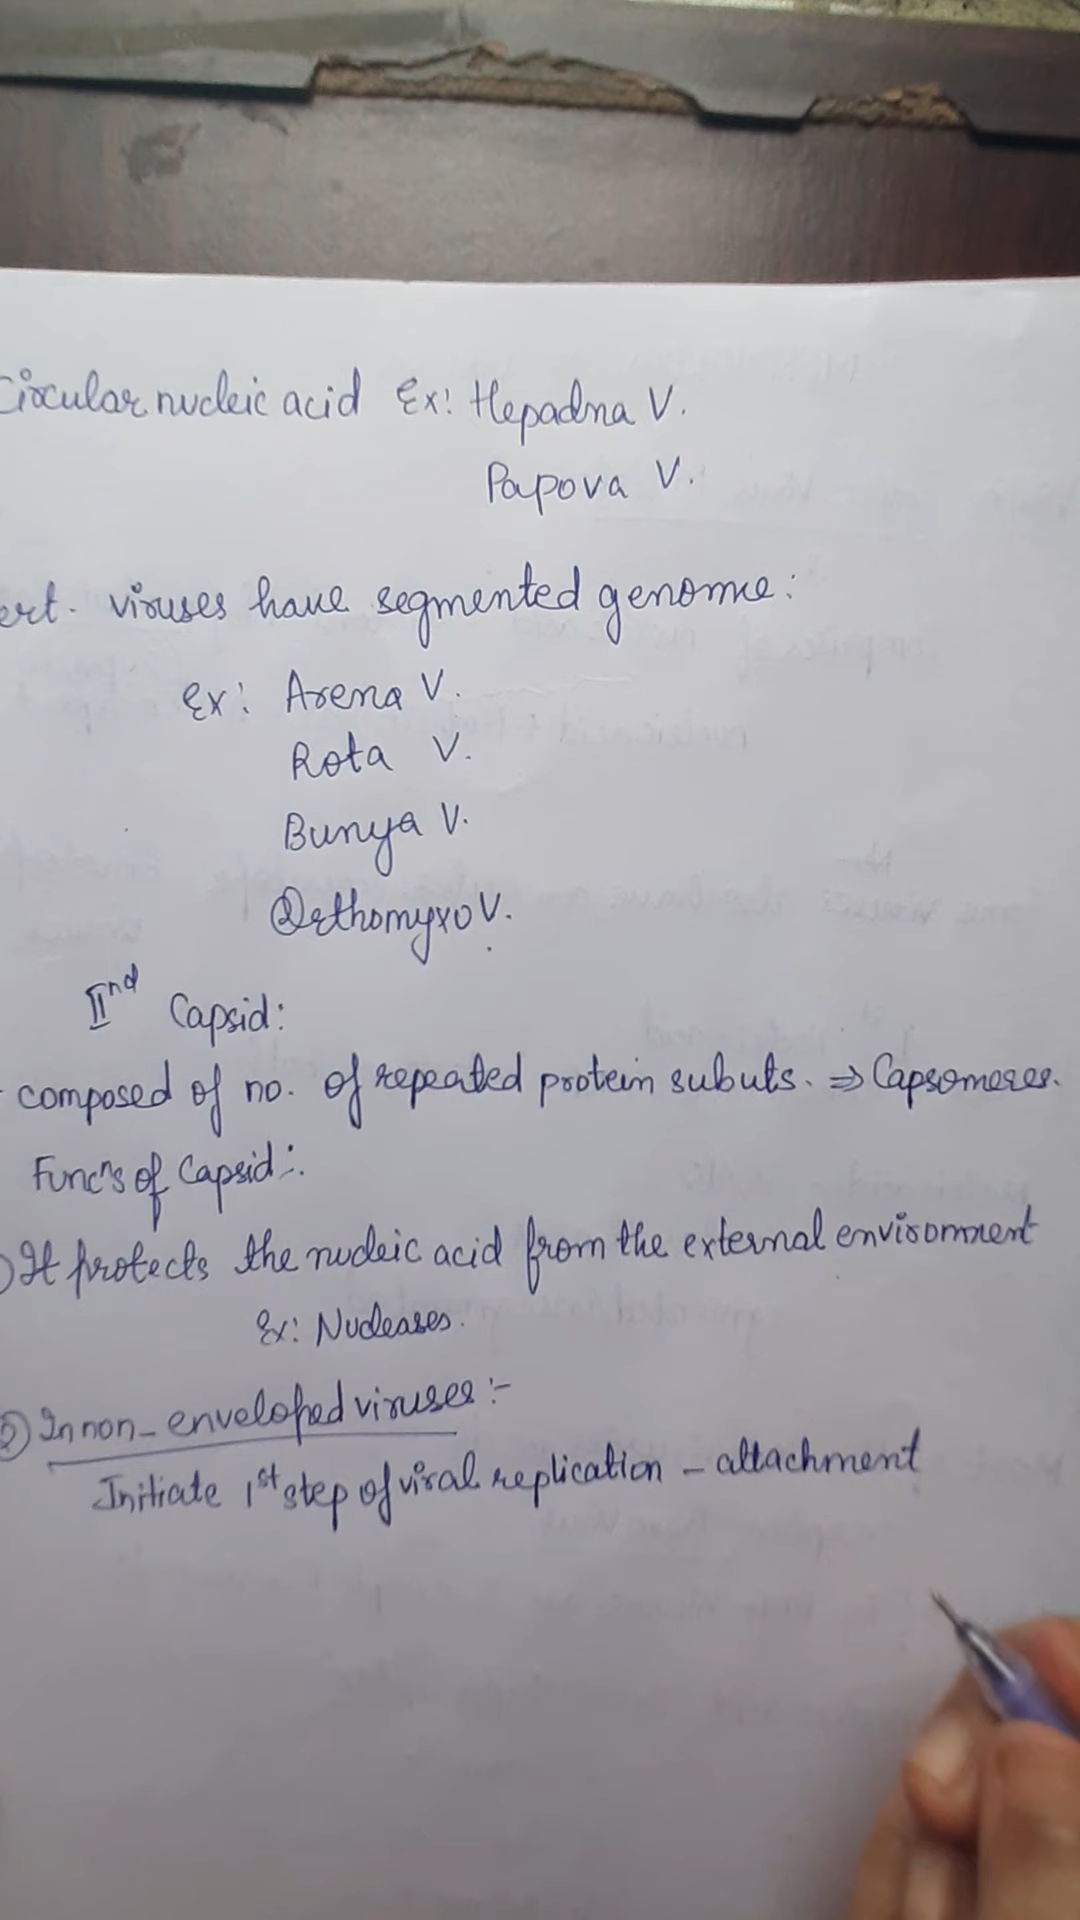 Circular nucleic acid Ex: Hepadna V.
Papova V.
ert. viruses have segmented genome:
Ex: Arena V.
Rota V.
Bunya V.
Orthomyxo V.
IInd Capsid:
- composed of no. of repeated protein subuts. ⇒ Capsomeres.
Func's of Capsid:
) It protects the nucleic acid from the external environment
Ex: Nucleases.
2) In non-enveloped viruses:-
Initiate 1st step of viral replication - attachment